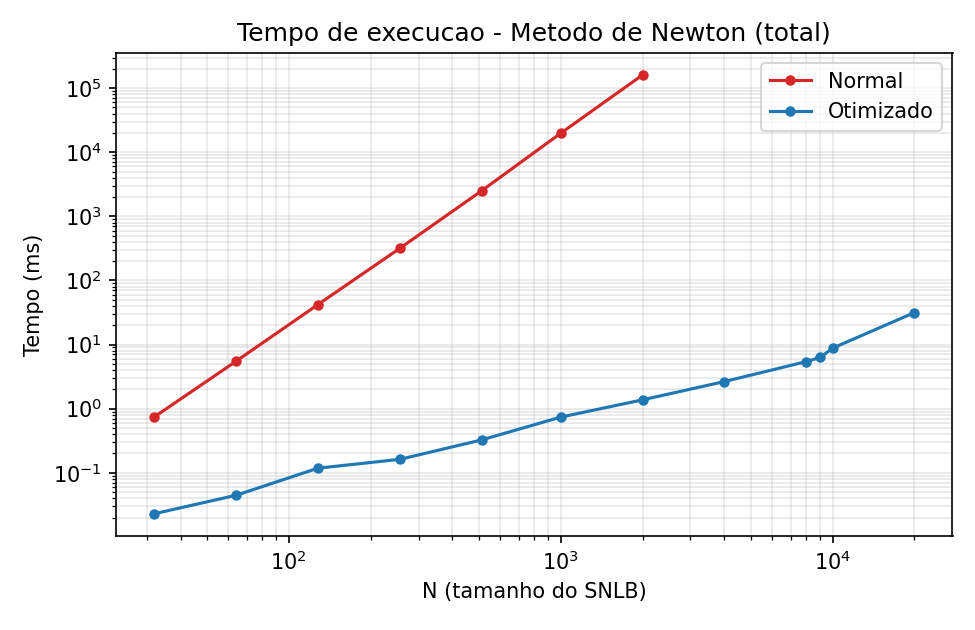 Tempo de execucao - Metodo de Newton (total)
Normal
Otimizado
Tempo (ms)
10⁵
10⁴
10³
10²
10¹
10⁰
10⁻¹
10² 10³ 10⁴
N (tamanho do SNLB)